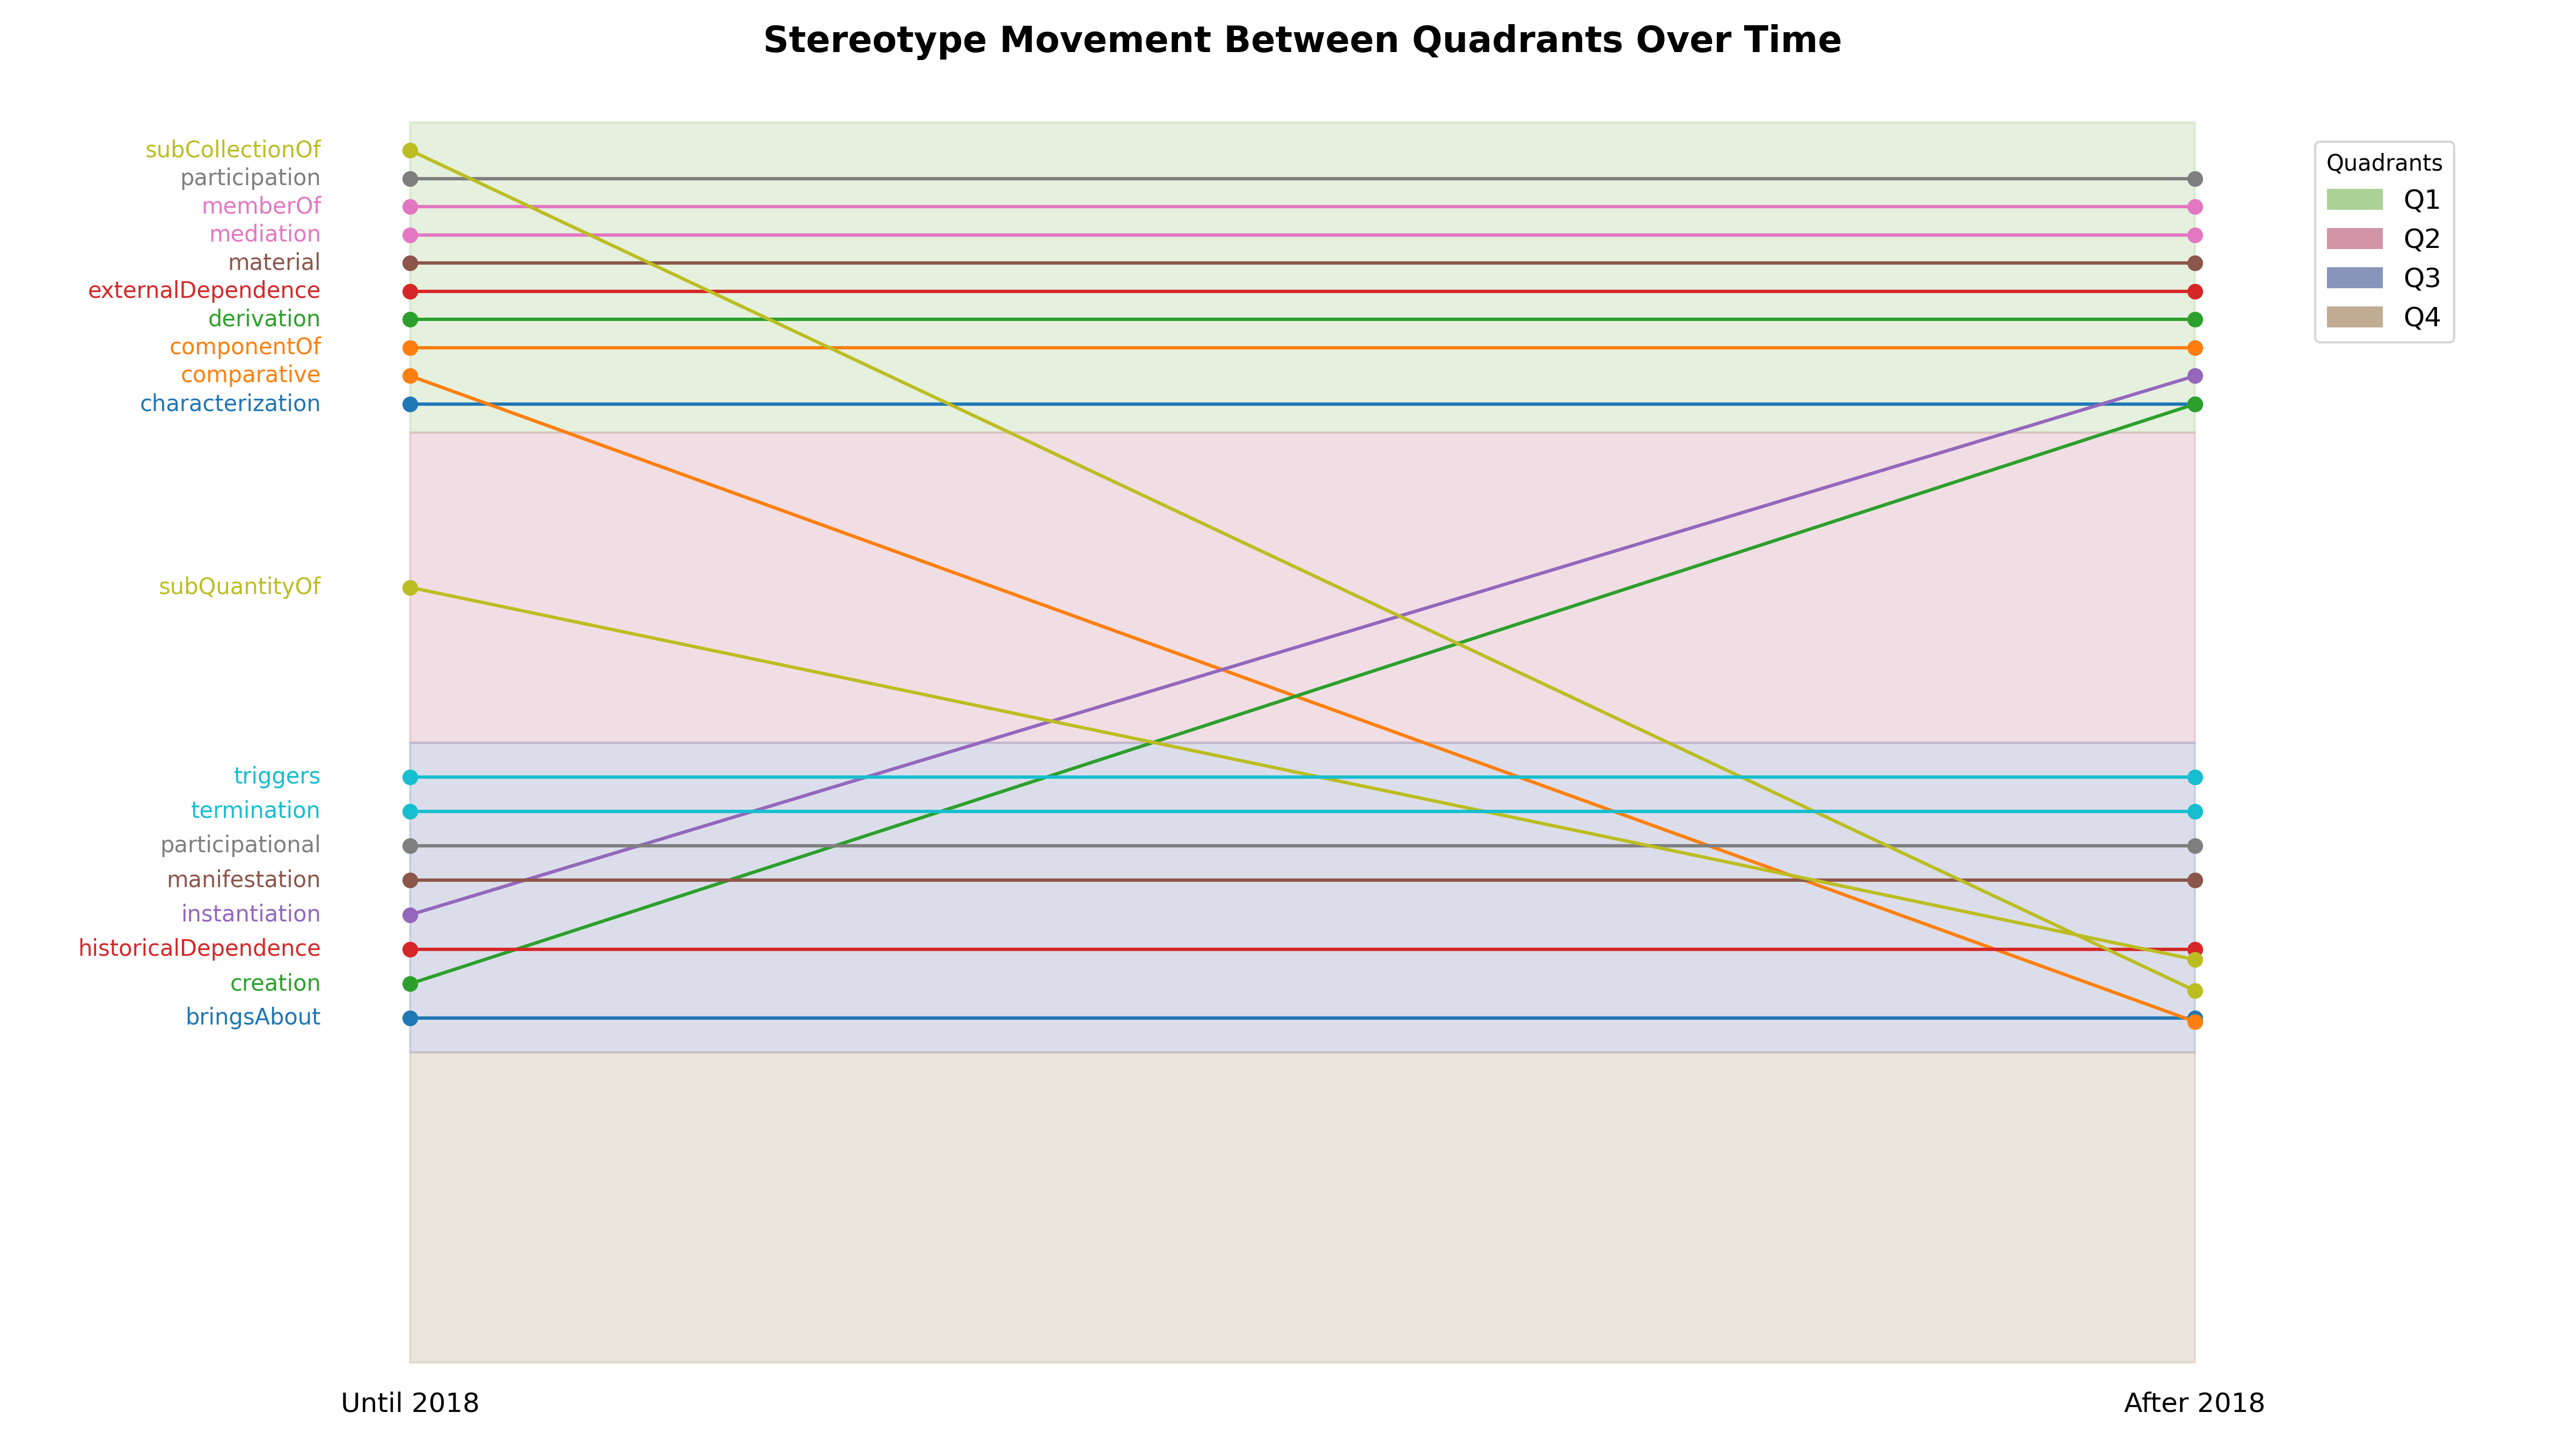 Stereotype Movement Between Quadrants Over Time
subCollectionOf
participation
memberOf
mediation
material
externalDependence
derivation
componentOf
comparative
characterization
subQuantityOf
triggers
termination
participational
manifestation
instantiation
historicalDependence
creation
bringsAbout
Quadrants
Q1
Q2
Q3
Q4
Until 2018
After 2018